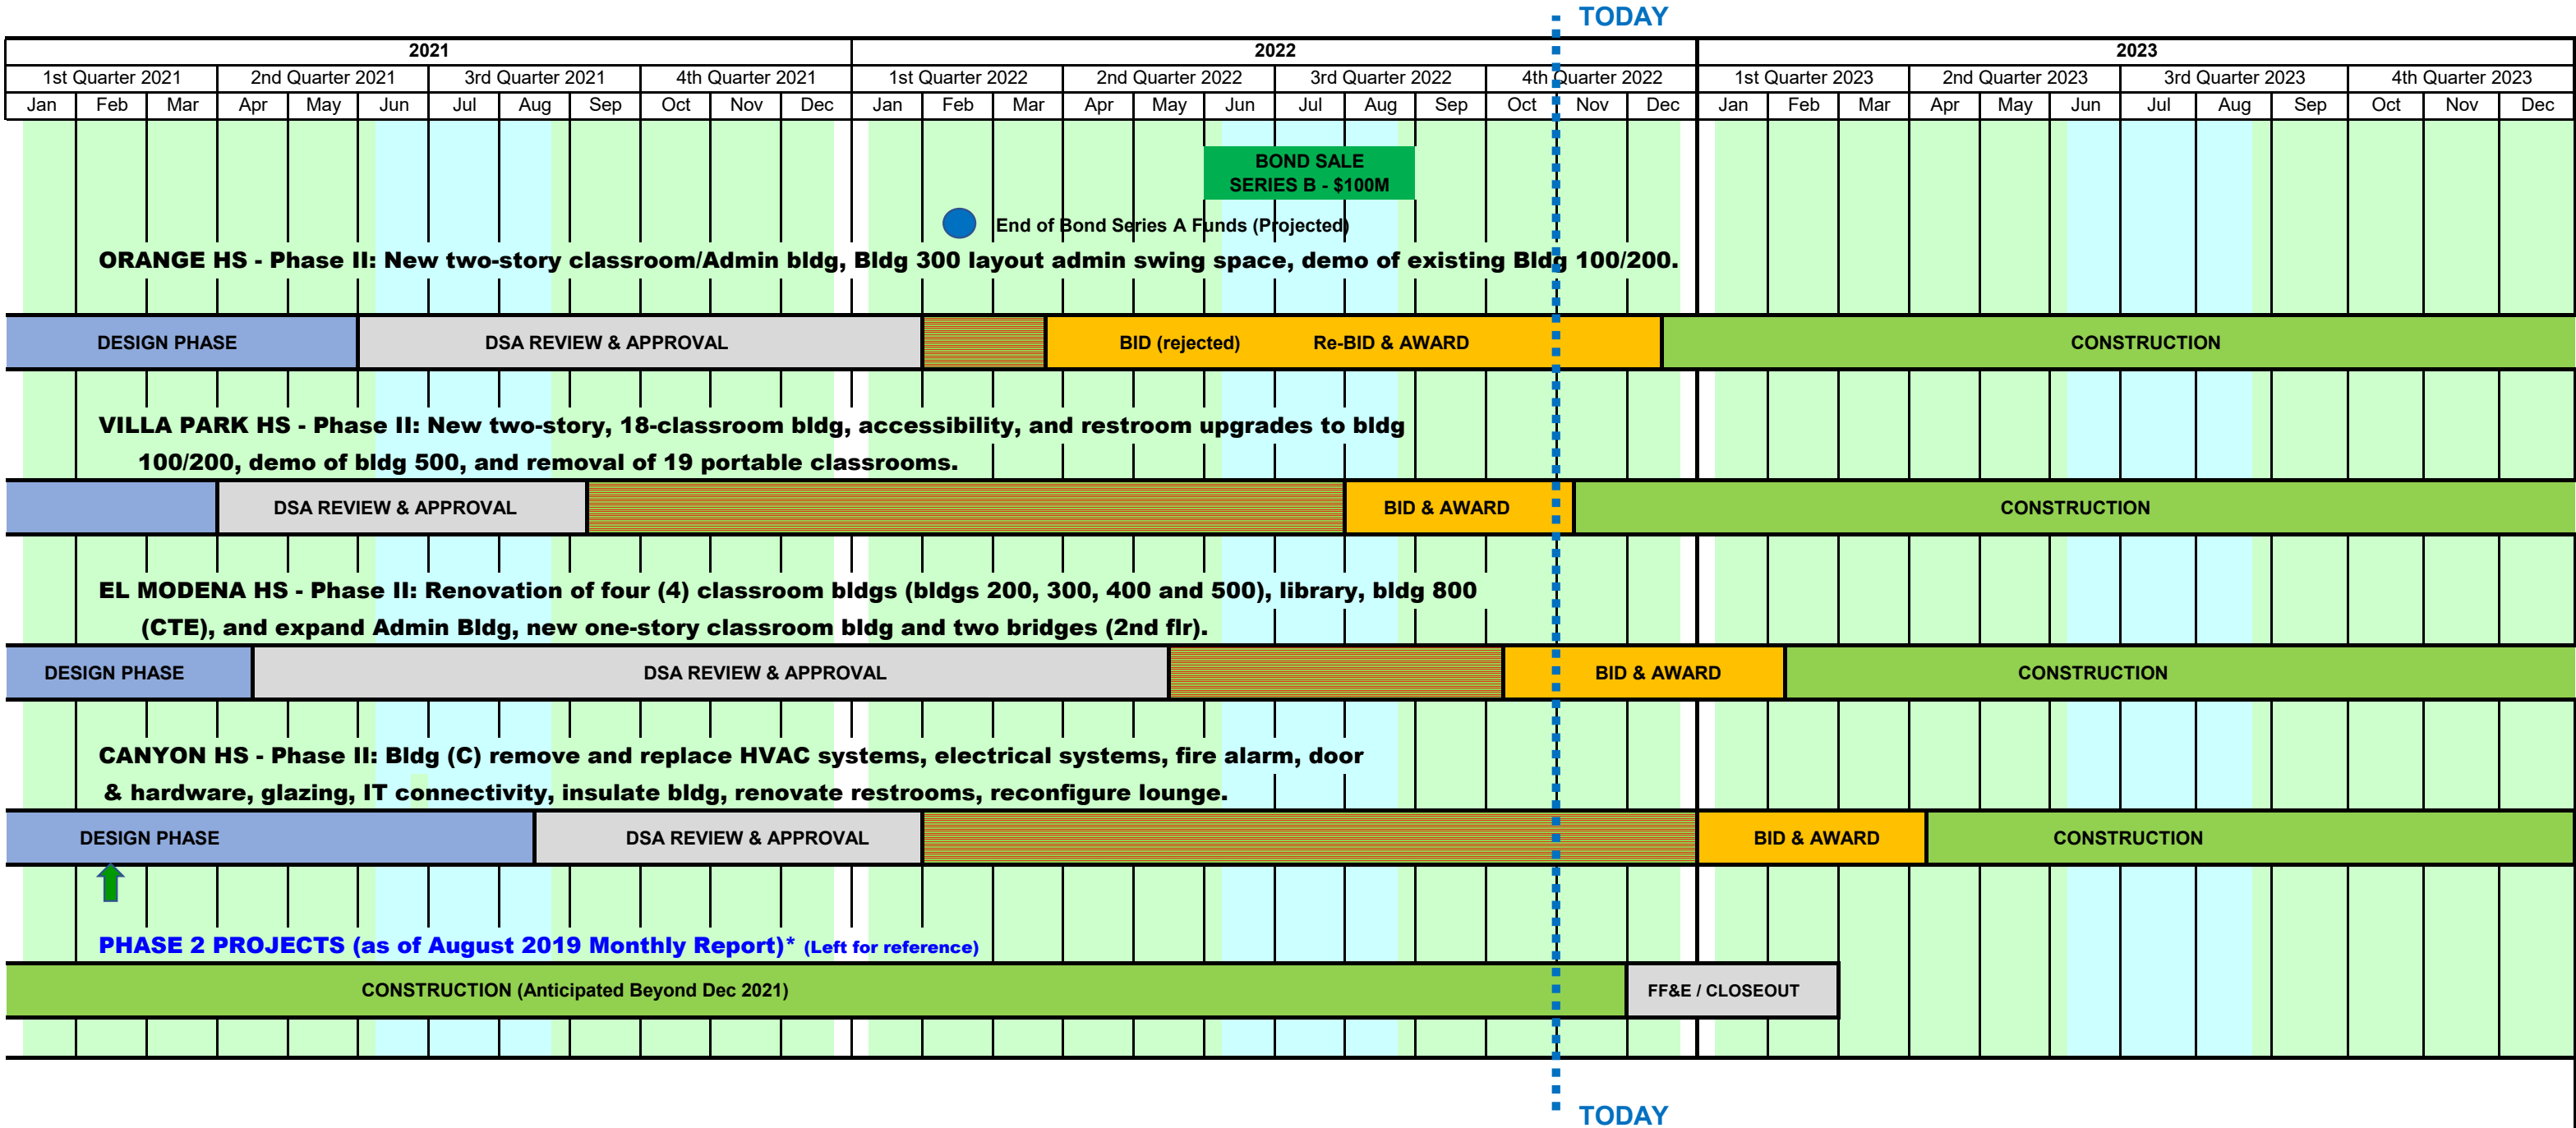 TODAY
2021 2022 2023
1st Quarter 2021 2nd Quarter 2021 3rd Quarter 2021 4th Quarter 2021 1st Quarter 2022 2nd Quarter 2022 3rd Quarter 2022 4th Quarter 2022 1st Quarter 2023 2nd Quarter 2023 3rd Quarter 2023 4th Quarter 2023
Jan Feb Mar Apr May Jun Jul Aug Sep Oct Nov Dec Jan Feb Mar Apr May Jun Jul Aug Sep Oct Nov Dec Jan Feb Mar Apr May Jun Jul Aug Sep Oct Nov Dec
BOND SALE
SERIES B - $100M
End of Bond Series A Funds (Projected)
ORANGE HS - Phase II: New two-story classroom/Admin bldg, Bldg 300 layout admin swing space, demo of existing Bldg 100/200.
DESIGN PHASE DSA REVIEW & APPROVAL BID (rejected) Re-BID & AWARD CONSTRUCTION
VILLA PARK HS - Phase II: New two-story, 18-classroom bldg, accessibility, and restroom upgrades to bldg
100/200, demo of bldg 500, and removal of 19 portable classrooms.
DSA REVIEW & APPROVAL BID & AWARD CONSTRUCTION
EL MODENA HS - Phase II: Renovation of four (4) classroom bldgs (bldgs 200, 300, 400 and 500), library, bldg 800
(CTE), and expand Admin Bldg, new one-story classroom bldg and two bridges (2nd flr).
DESIGN PHASE DSA REVIEW & APPROVAL BID & AWARD CONSTRUCTION
CANYON HS - Phase II: Bldg (C) remove and replace HVAC systems, electrical systems, fire alarm, door
& hardware, glazing, IT connectivity, insulate bldg, renovate restrooms, reconfigure lounge.
DESIGN PHASE DSA REVIEW & APPROVAL BID & AWARD CONSTRUCTION
PHASE 2 PROJECTS (as of August 2019 Monthly Report)* (Left for reference)
CONSTRUCTION (Anticipated Beyond Dec 2021) FF&E / CLOSEOUT
TODAY